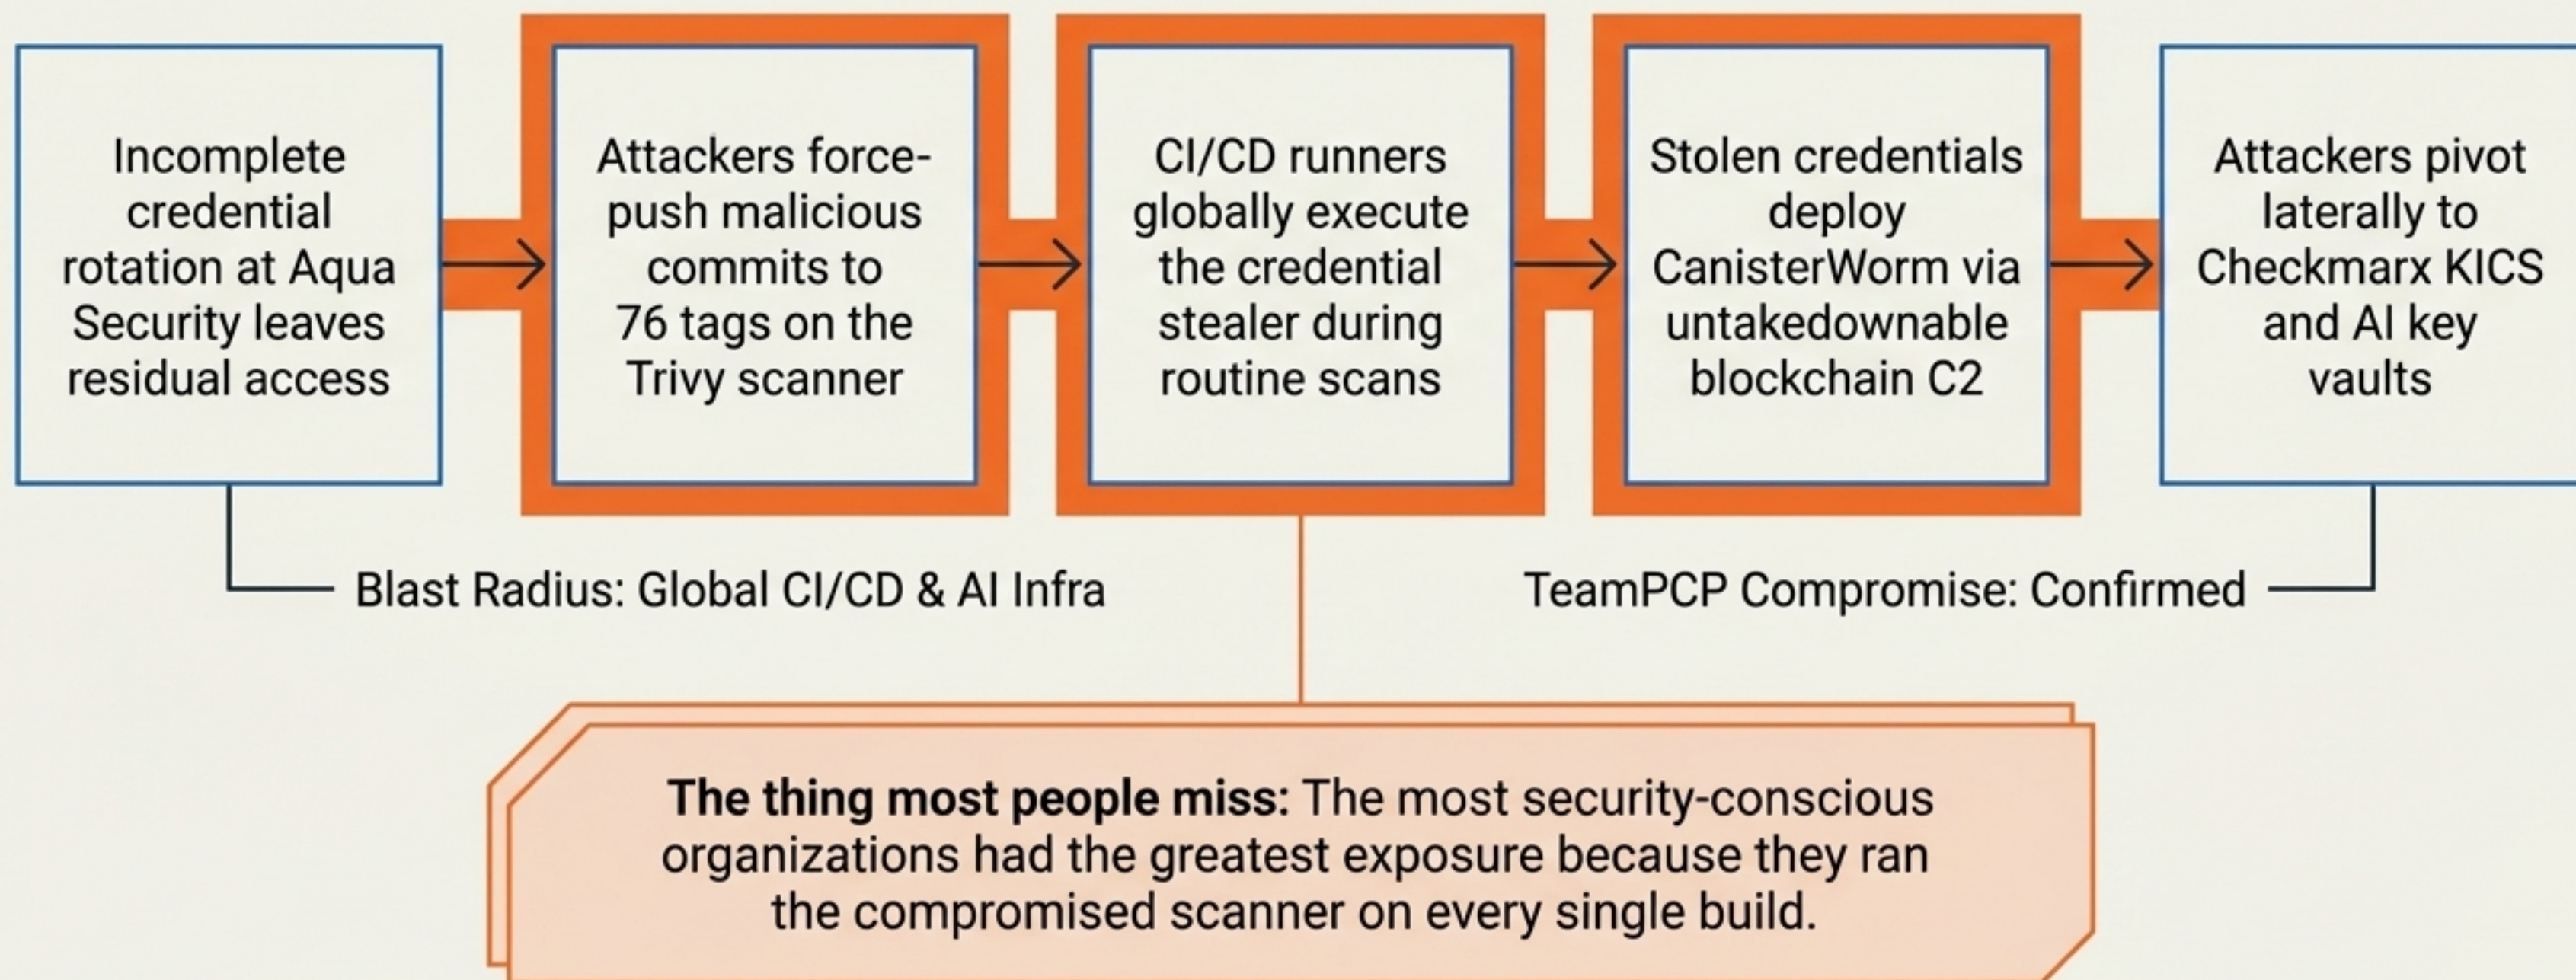 Incomplete
credential
rotation at Aqua
Security leaves
residual access
Attackers force-
push malicious
commits to
76 tags on the
Trivy scanner
CI/CD runners
globally execute
the credential
stealer during
routine scans
Stolen credentials
deploy
CanisterWorm via
untakedownable
blockchain C2
Attackers pivot
laterally to
Checkmarx KICS
and AI key
vaults
Blast Radius: Global CI/CD & AI Infra
TeamPCP Compromise: Confirmed
The thing most people miss: The most security-conscious
organizations had the greatest exposure because they ran
the compromised scanner on every single build.